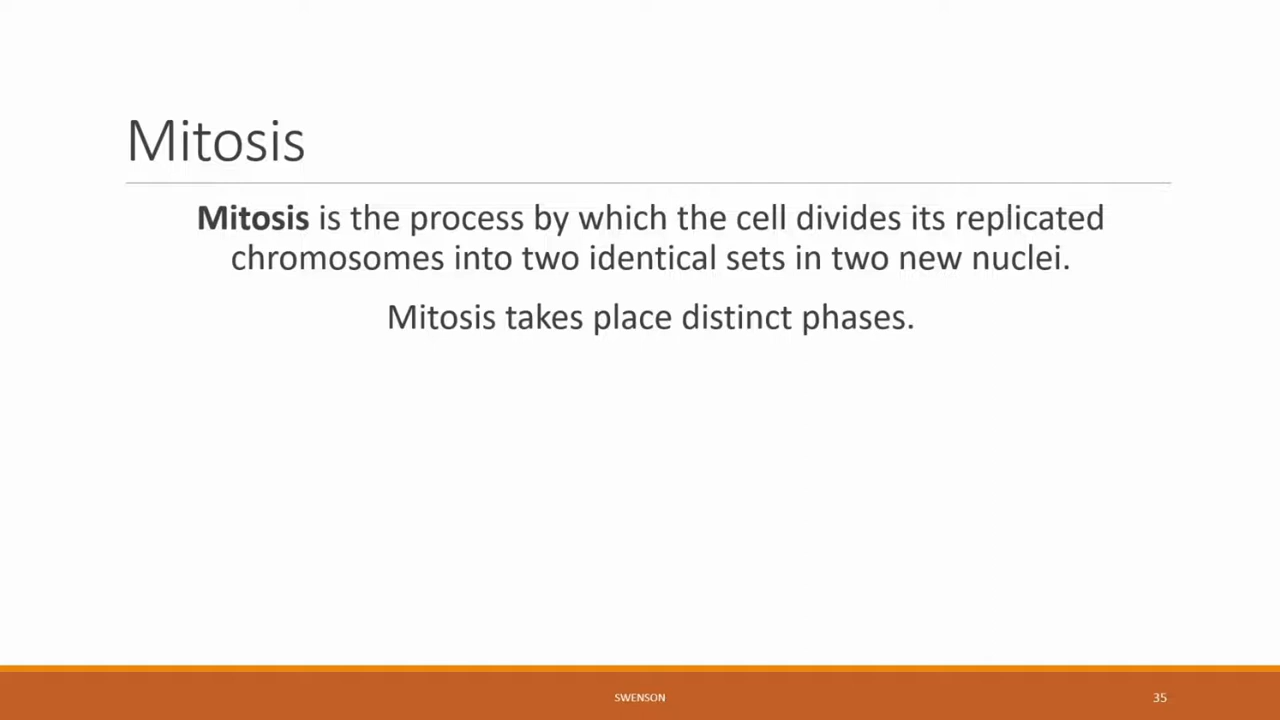 Mitosis
Mitosis is the process by which the cell divides its replicated
chromosomes into two identical sets in two new nuclei.
Mitosis takes place distinct phases.
SWENSON
35